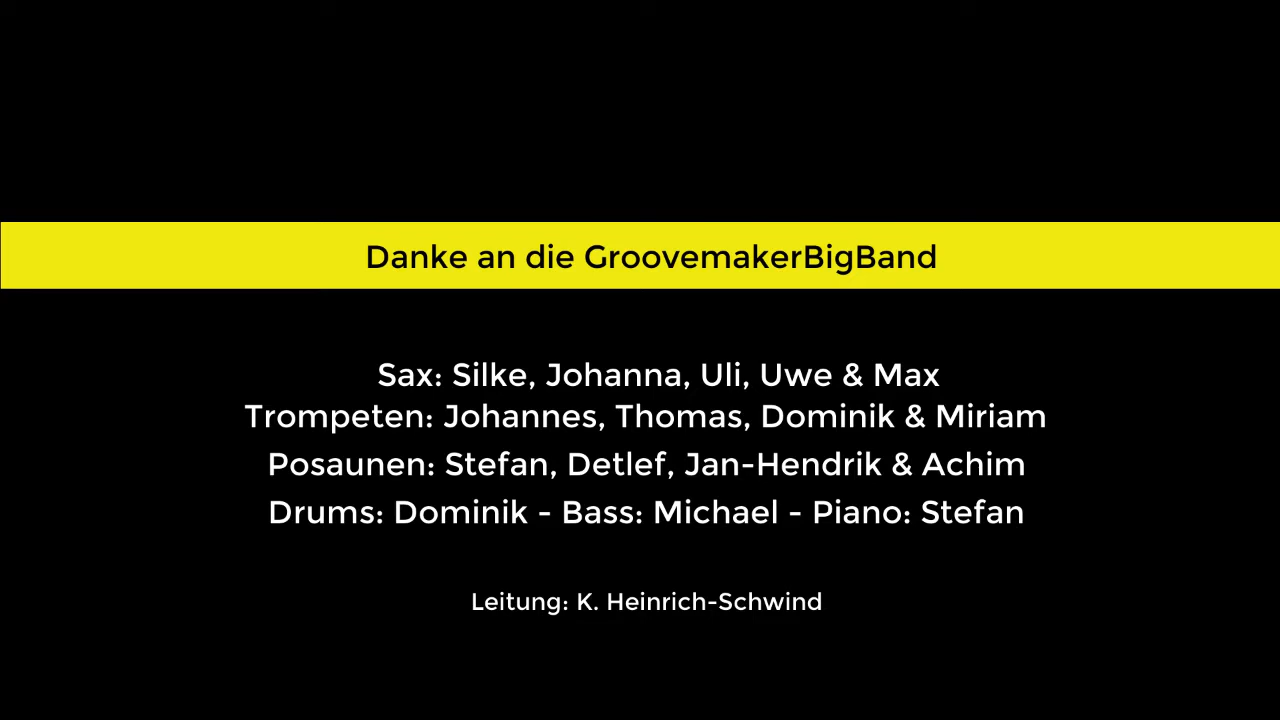 Danke an die GroovemakerBigBand
Sax: Silke, Johanna, Uli, Uwe & Max
Trompeten: Johannes, Thomas, Dominik & Miriam
Posaunen: Stefan, Detlef, Jan-Hendrik & Achim
Drums: Dominik - Bass: Michael - Piano: Stefan
Leitung: K. Heinrich-Schwind